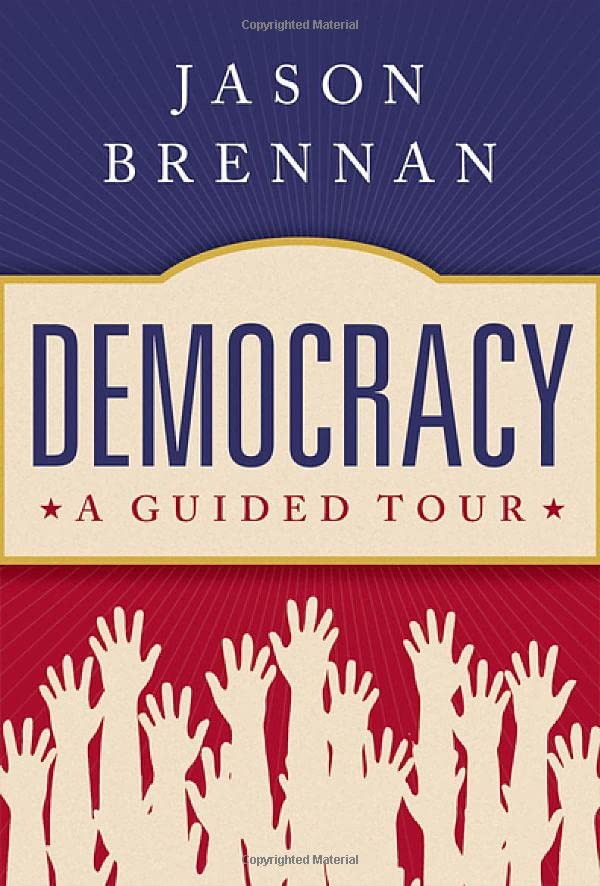 Copyrighted Material
JASON
BRENNAN
DEMOCRACY
★ A GUIDED TOUR ★
Copyrighted Material